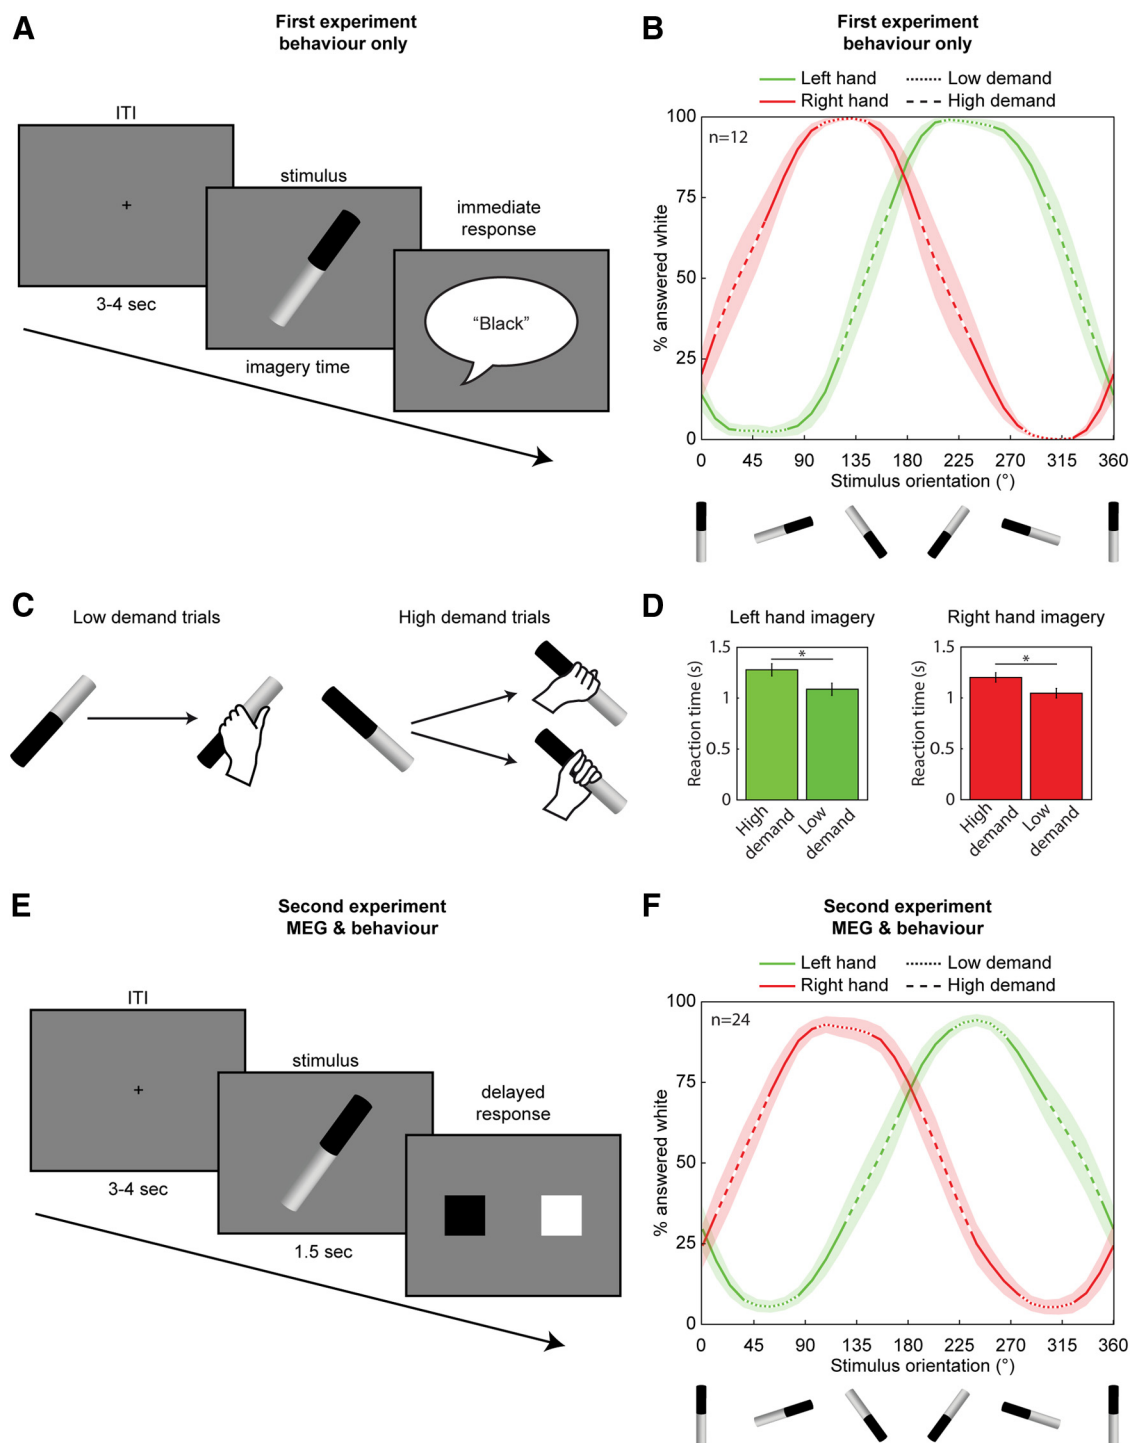 A
First experiment
behaviour only
ITI
+
3-4 sec
stimulus
imagery time
immediate
response
“Black”
B
First experiment
behaviour only
Left hand
Low demand
Right hand
High demand
n=12
% answered white
100
75
50
25
0
0 45 90 135 180 225 270 315 360
Stimulus orientation (°)
C
Low demand trials
High demand trials
D
Left hand imagery
Reaction time (s)
1.5
1
0.5
0
*
High
demand
Low
demand
Right hand imagery
Reaction time (s)
1.5
1
0.5
0
*
High
demand
Low
demand
E
Second experiment
MEG & behaviour
ITI
+
3-4 sec
stimulus
1.5 sec
delayed
response
F
Second experiment
MEG & behaviour
Left hand
Low demand
Right hand
High demand
n=24
% answered white
100
75
50
25
0
0 45 90 135 180 225 270 315 360
Stimulus orientation (°)